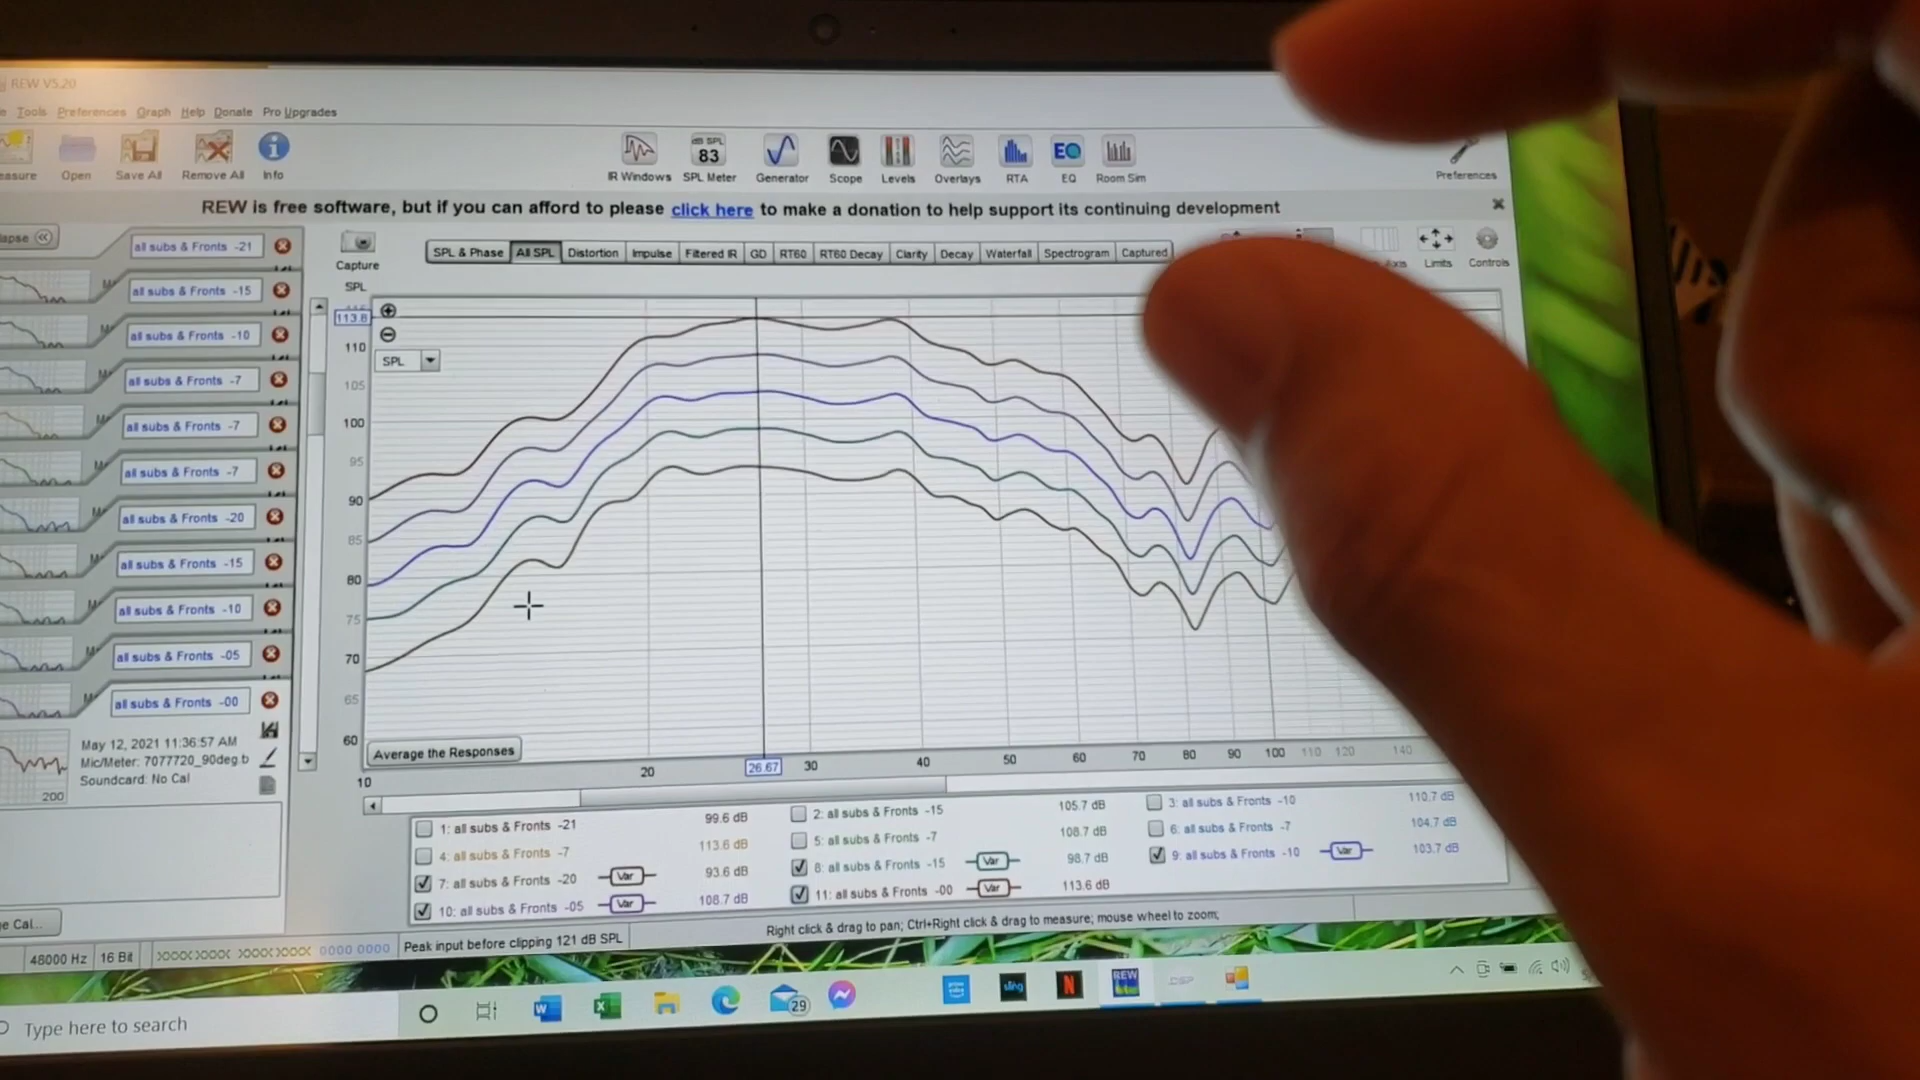 REW V5.20
Tools Preferences Graph Help Donate Pro Upgrades
Open Save All Remove All Info
IR Windows SPL Meter Generator Scope Levels Overlays RTA EQ Room Sim
dB SPL
83
EQ
Preferences
REW is free software, but if you can afford to please click here to make a donation to help support its continuing development
Capture
SPL & Phase All SPL Distortion Impulse Filtered IR GD RT60 RT60 Decay Clarity Decay Waterfall Spectrogram Captured
Limits Controls
all subs & Fronts -21
all subs & Fronts -15
all subs & Fronts -10
all subs & Fronts -7
all subs & Fronts -7
all subs & Fronts -7
all subs & Fronts -20
all subs & Fronts -15
all subs & Fronts -10
all subs & Fronts -05
all subs & Fronts -00
May 12, 2021 11:36:57 AM
Mic/Meter: 7077720_90deg.b
Soundcard: No Cal
200
SPL
113.8
110
105
100
95
90
85
80
75
70
65
60
SPL
Average the Responses
10 20 26.67 30 40 50 60 70 80 90 100 110 120 140
1: all subs & Fronts -21 99.6 dB 2: all subs & Fronts -15 105.7 dB 3: all subs & Fronts -10 110.7 dB
4: all subs & Fronts -7 113.6 dB 5: all subs & Fronts -7 108.7 dB 6: all subs & Fronts -7 104.7 dB
7: all subs & Fronts -20 Var 93.6 dB 8: all subs & Fronts -15 Var 98.7 dB 9: all subs & Fronts -10 Var 103.7 dB
10: all subs & Fronts -05 Var 108.7 dB 11: all subs & Fronts -00 Var 113.6 dB
Cal...
48000 Hz 16 Bit XXXX XXXX XXXX XXXX 0000 0000 Peak input before clipping 121 dB SPL
Right click & drag to pan; Ctrl+Right click & drag to measure; mouse wheel to zoom;
Type here to search
29
sling
REW